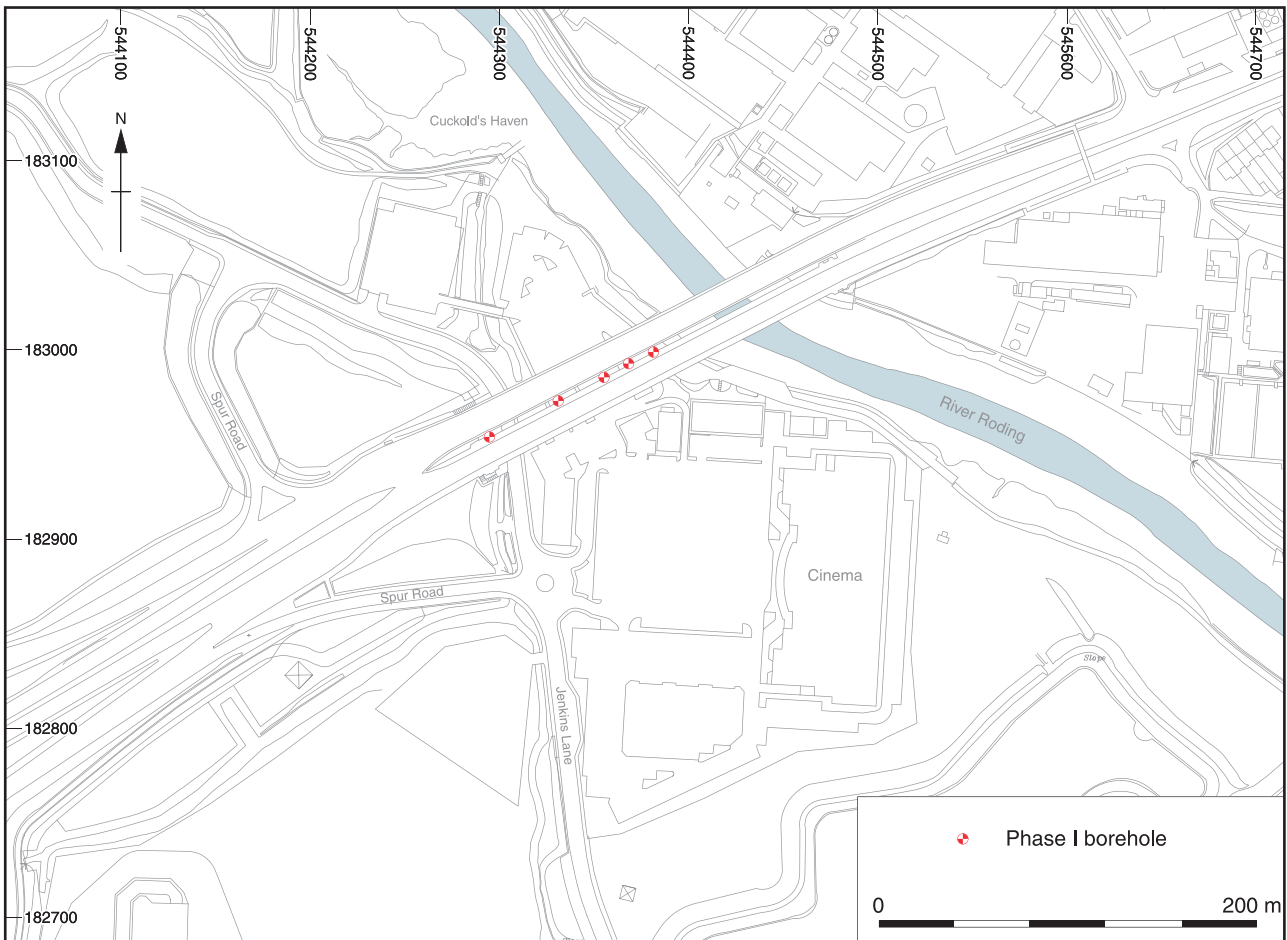 544100
544200
544300
544400
544500
545600
544700
N
Cuckold's Haven
183100
183000
Spur Road
River Roding
182900
Cinema
Spur Road
Slope
Jenkins Lane
182800
Phase I borehole
0
200 m
182700